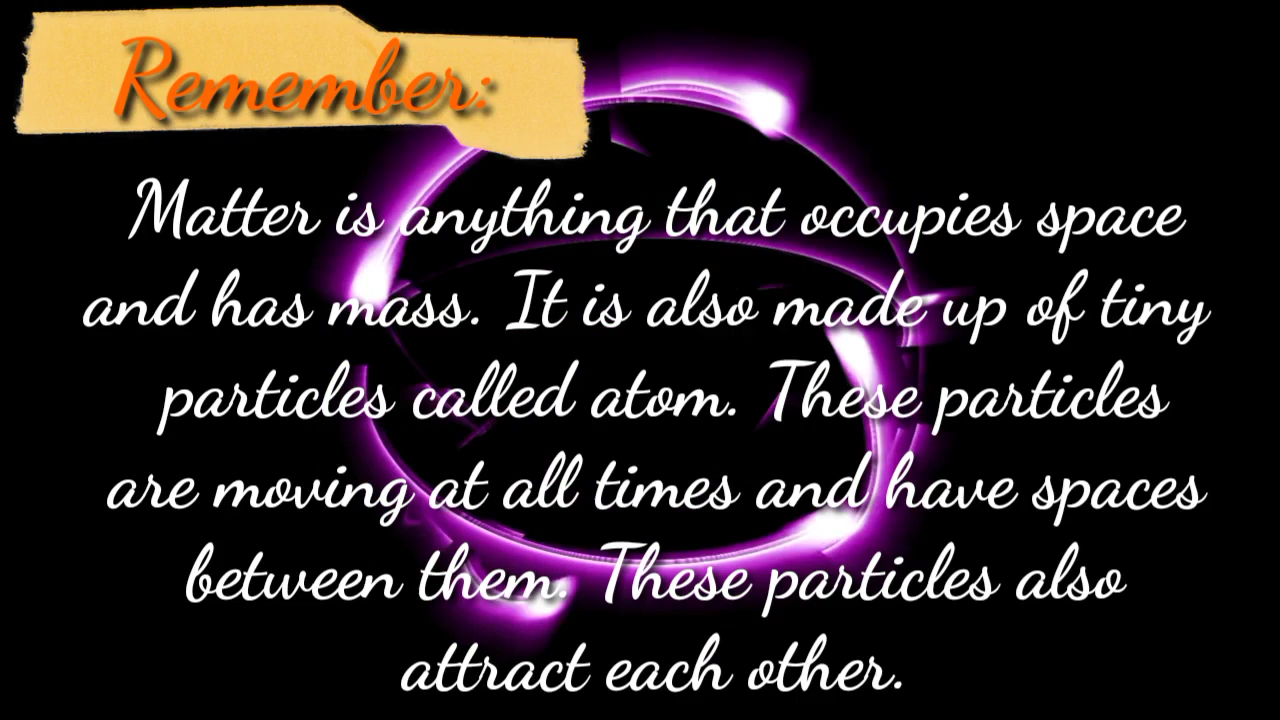 Remember:
Matter is anything that occupies space
and has mass. It is also made up of tiny
particles called atom. These particles
are moving at all times and have spaces
between them. These particles also
attract each other.